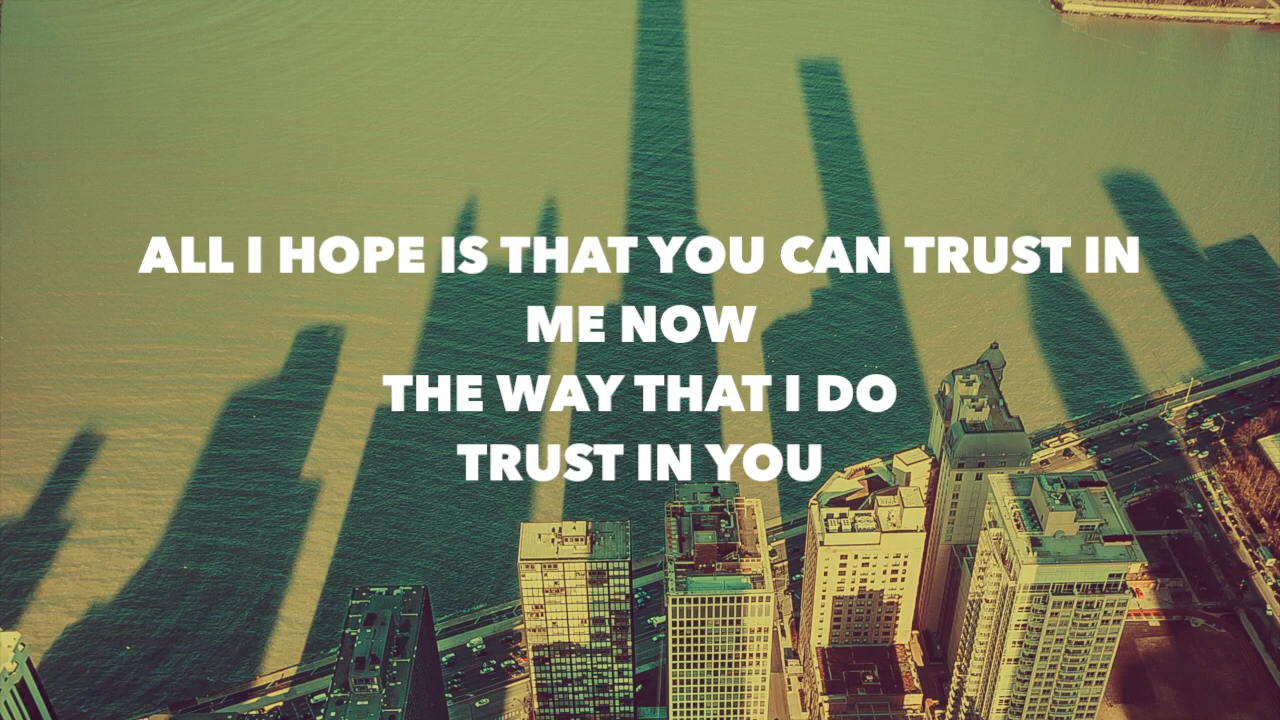 ALL I HOPE IS THAT YOU CAN TRUST IN
ME NOW
THE WAY THAT I DO
TRUST IN YOU